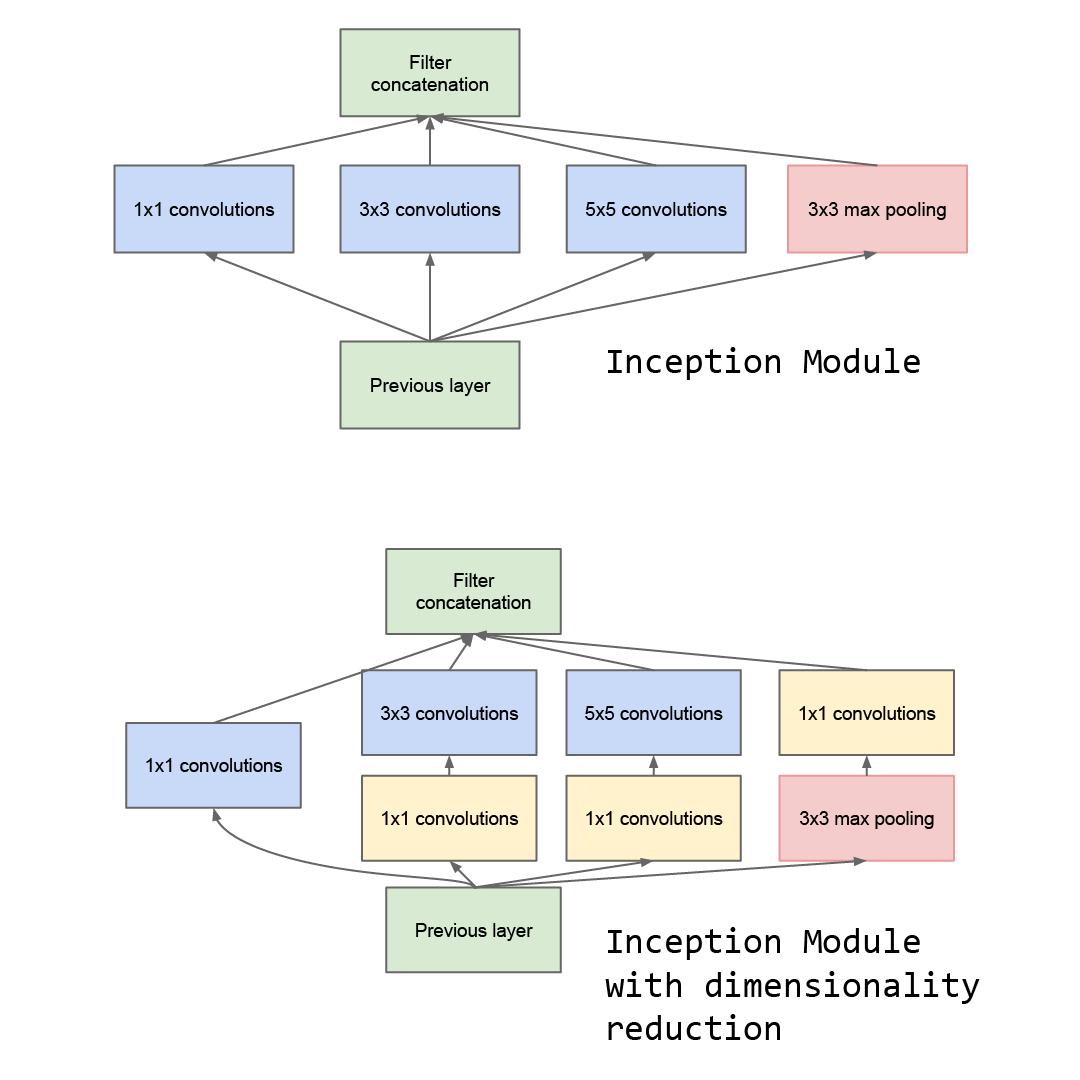 Filter
concatenation
1x1 convolutions
3x3 convolutions
5x5 convolutions
3x3 max pooling
Previous layer
Inception Module
Filter
concatenation
3x3 convolutions
5x5 convolutions
1x1 convolutions
1x1 convolutions
1x1 convolutions
1x1 convolutions
3x3 max pooling
Previous layer
Inception Module
with dimensionality
reduction